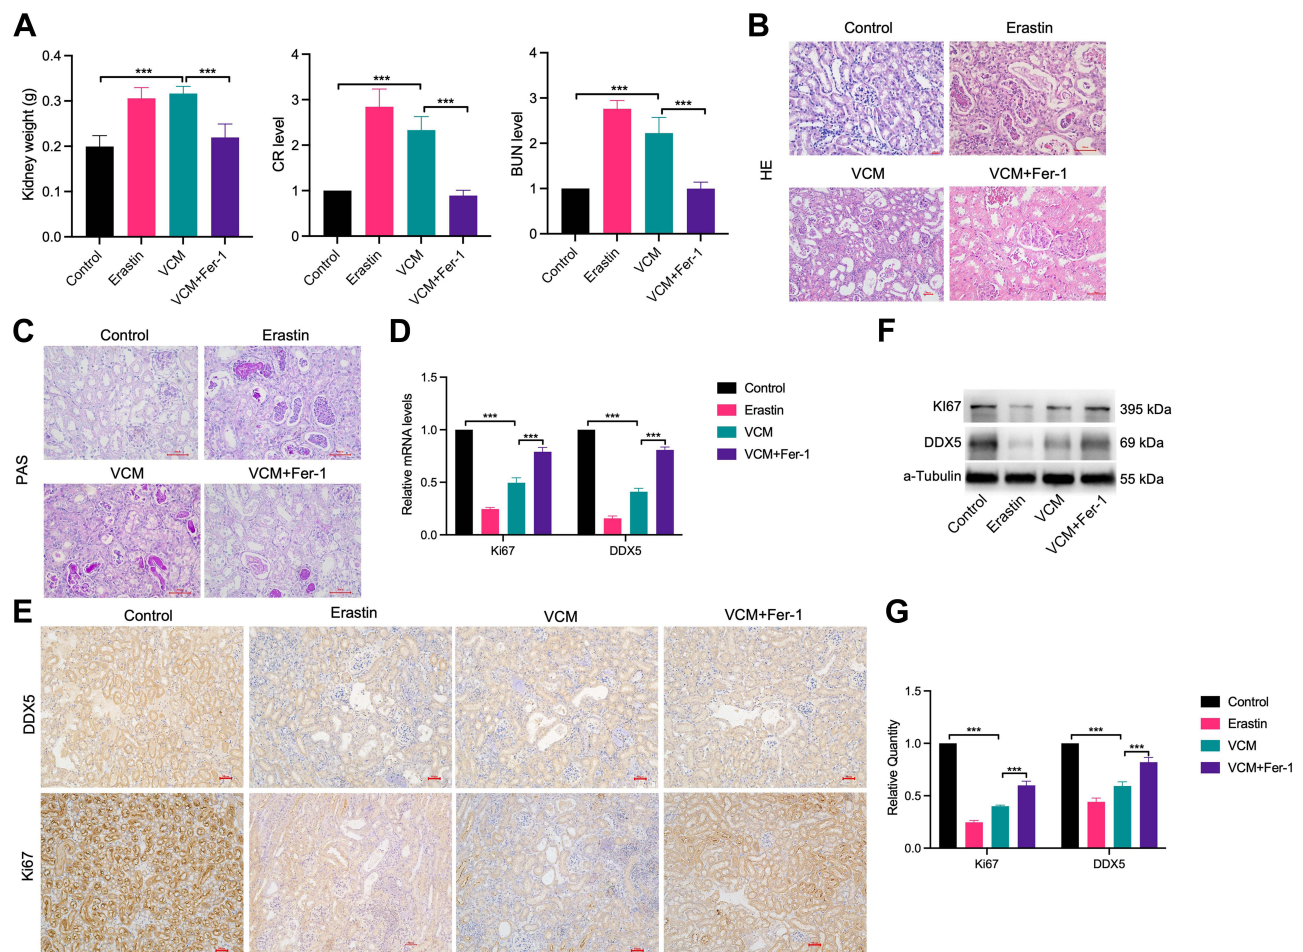 A
Kidney weight (g)
0.4
0.3
0.2
0.1
0.0
***
***
Control
Erastin
VCM
VCM+Fer-1
CR level
4
3
2
1
0
***
***
Control
Erastin
VCM
VCM+Fer-1
BUN level
4
3
2
1
0
***
***
Control
Erastin
VCM
VCM+Fer-1
B
HE
Control
Erastin
VCM
VCM+Fer-1
C
PAS
Control
Erastin
VCM
VCM+Fer-1
D
Relative mRNA levels
1.5
1.0
0.5
0.0
***
***
***
***
Ki67
DDX5
Control
Erastin
VCM
VCM+Fer-1
F
KI67
395 kDa
DDX5
69 kDa
a-Tubulin
55 kDa
Control
Erastin
VCM
VCM+Fer-1
E
Control
Erastin
VCM
VCM+Fer-1
DDX5
Ki67
G
Relative Quantity
1.5
1.0
0.5
0.0
***
***
***
***
Ki67
DDX5
Control
Erastin
VCM
VCM+Fer-1